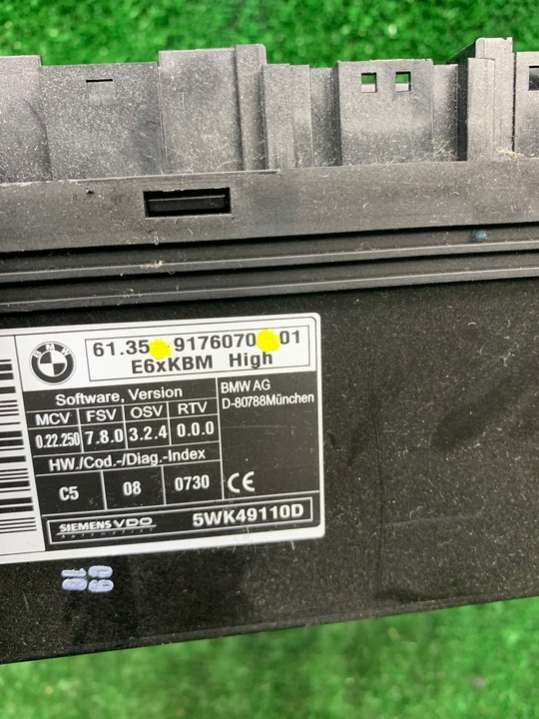 BMW
61.35 9176070 01
E6xKBM High
Software, Version
MCV FSV OSV RTV
0.22.250 7.8.0 3.2.4 0.0.0
BMW AG
D-80788München
HW./Cod.-/Diag.-Index
C5 08 0730 CE
SIEMENS VDO
AUTOMOTIVE
5WK49110D